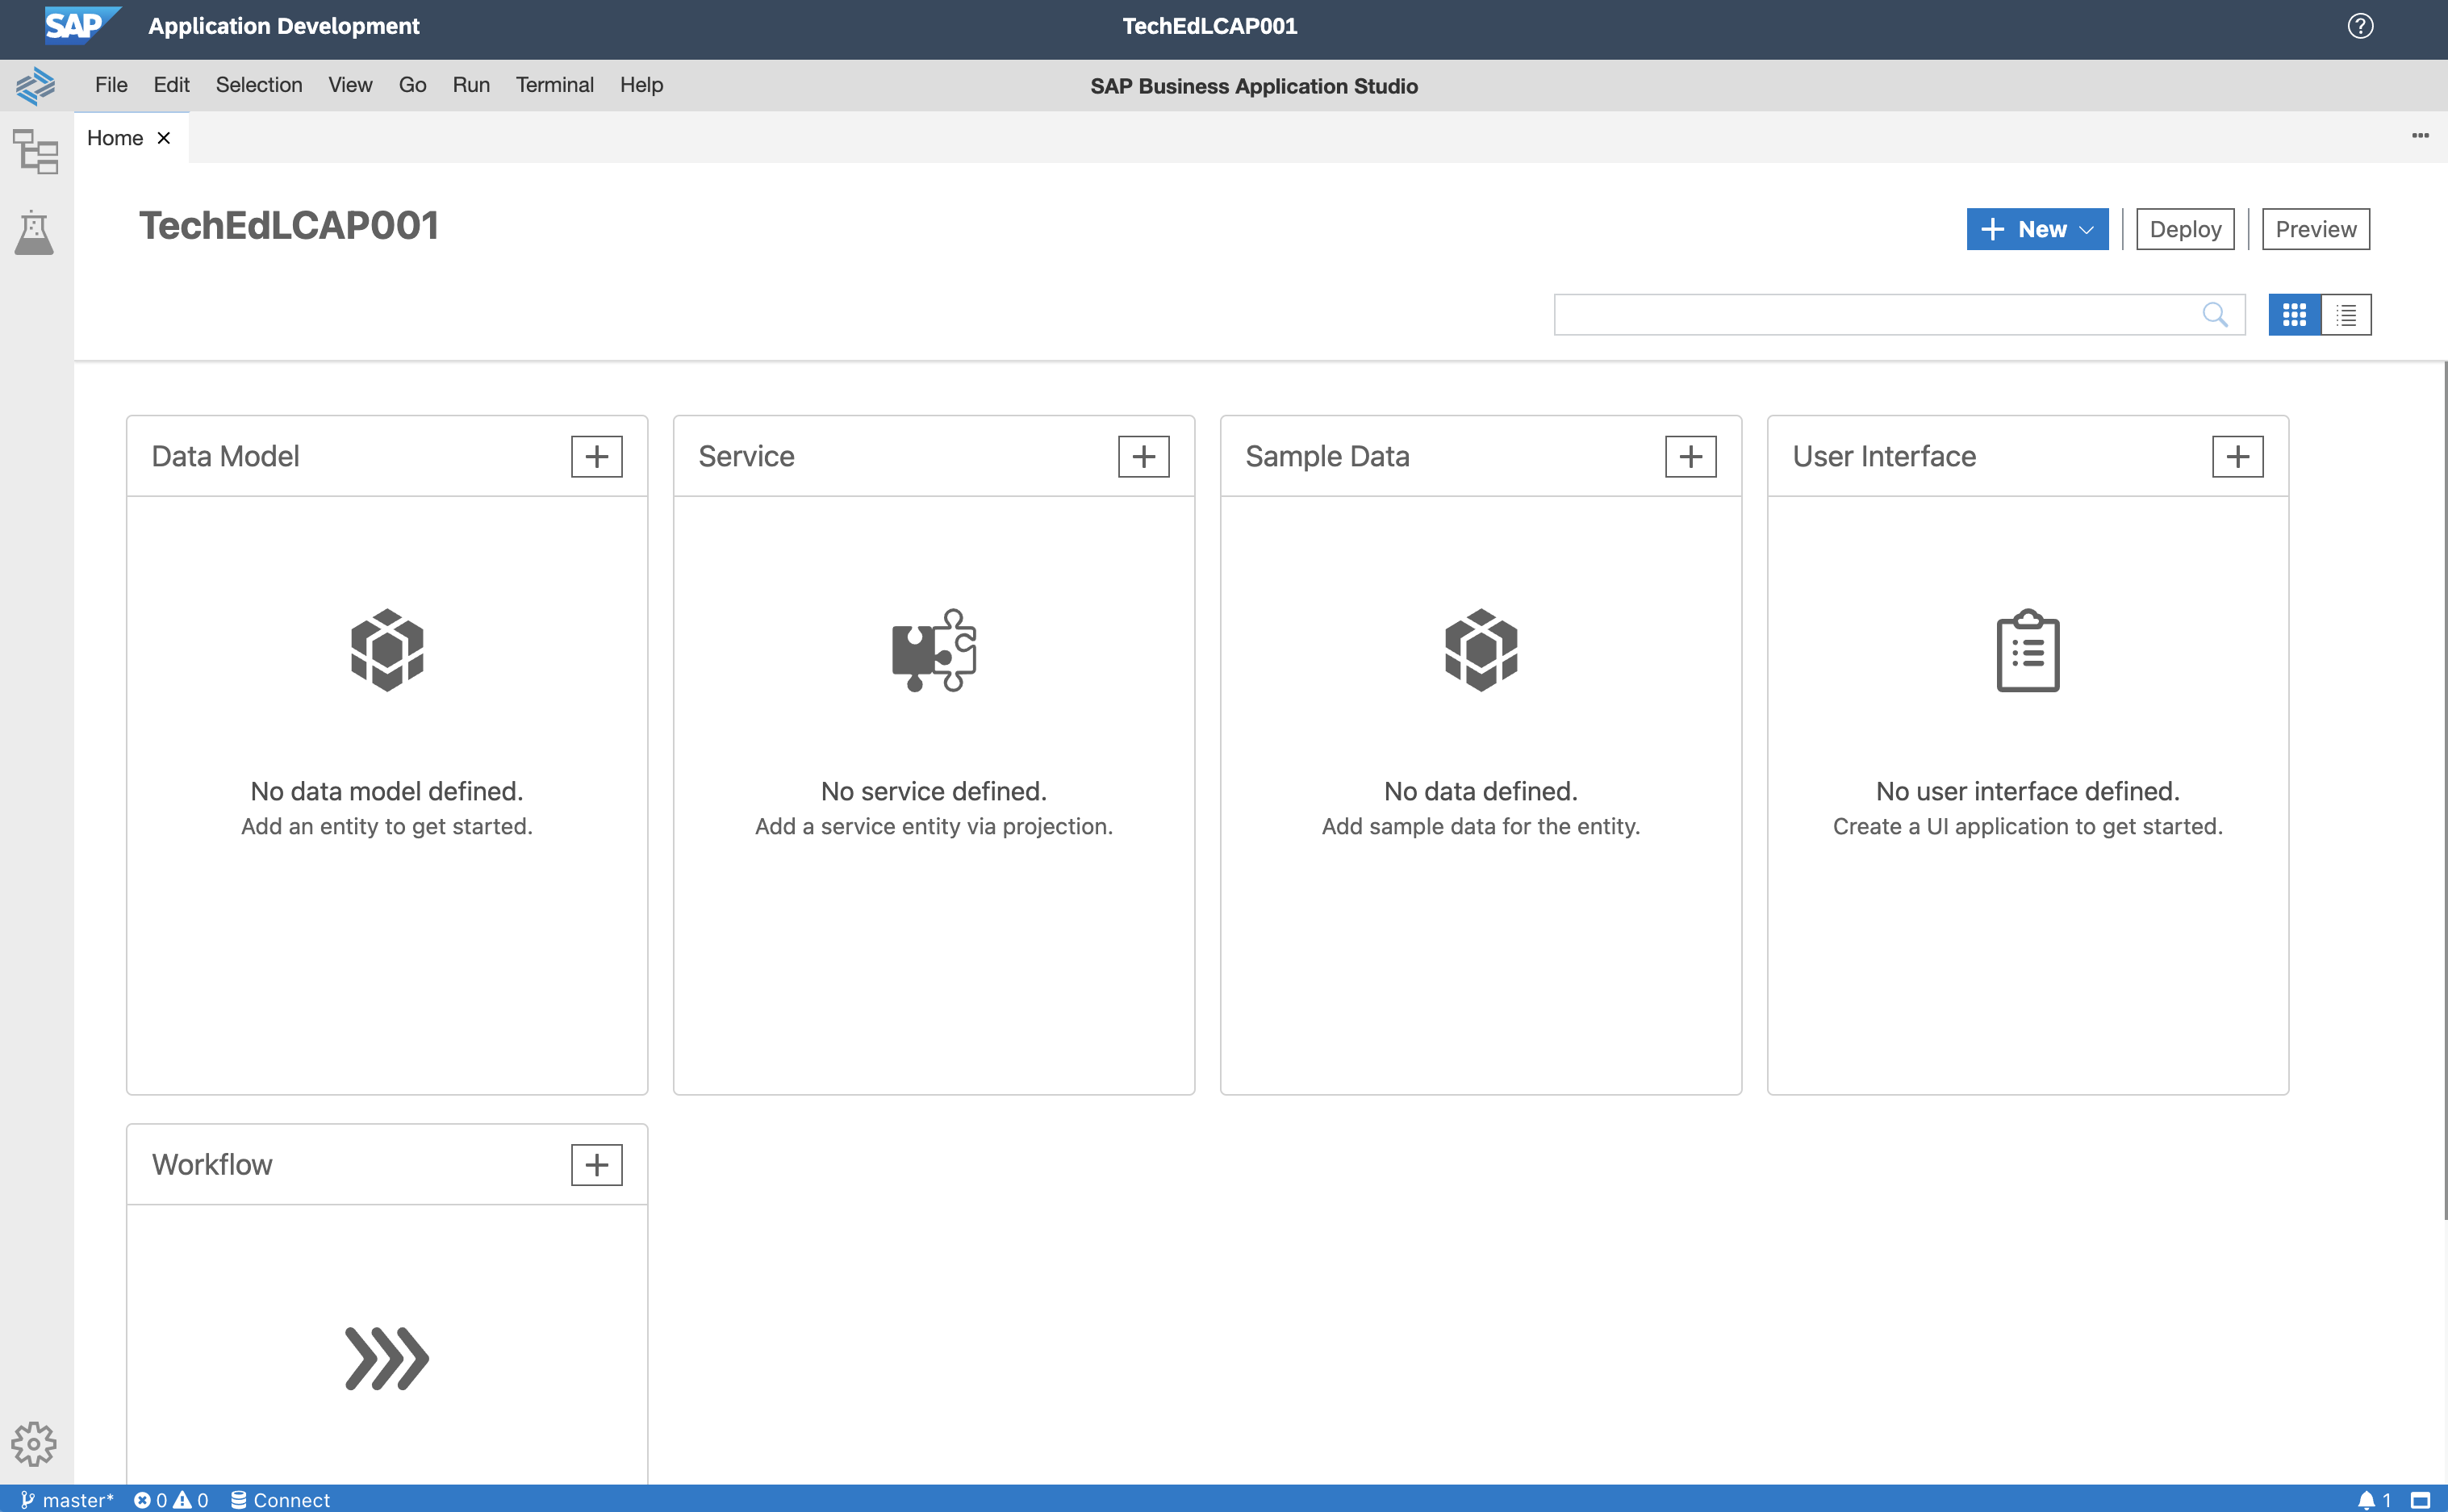 SAP Application Development TechEdLCAP001
File Edit Selection View Go Run Terminal Help SAP Business Application Studio
Home
TechEdLCAP001
New Deploy Preview
Data Model
No data model defined.
Add an entity to get started.
Service
No service defined.
Add a service entity via projection.
Sample Data
No data defined.
Add sample data for the entity.
User Interface
No user interface defined.
Create a UI application to get started.
Workflow
master* 0 0 Connect 1